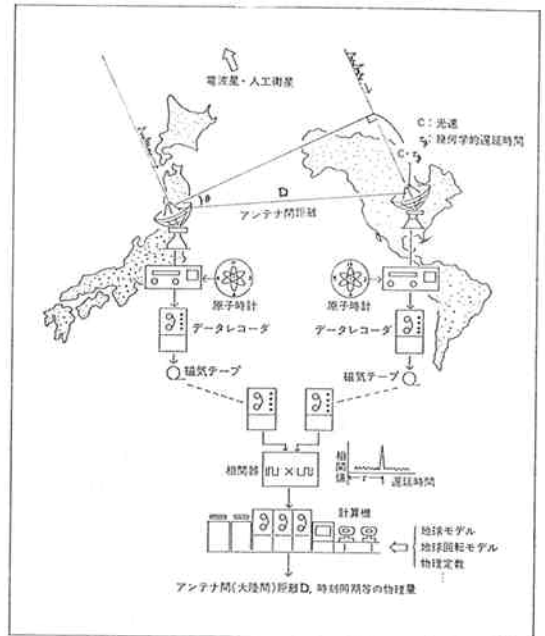 電波星・人工衛星
C:光速
τg:幾何学的遅延時間
C・τg
θ
D
アンテナ間距離
原子時計
原子時計
データレコーダ
データレコーダ
磁気テープ
磁気テープ
相関器
相関値
τ
遅延時間
計算機
地球モデル
地球回転モデル
物理定数
⋮
アンテナ間(大陸間)距離D,時刻同期等の物理量